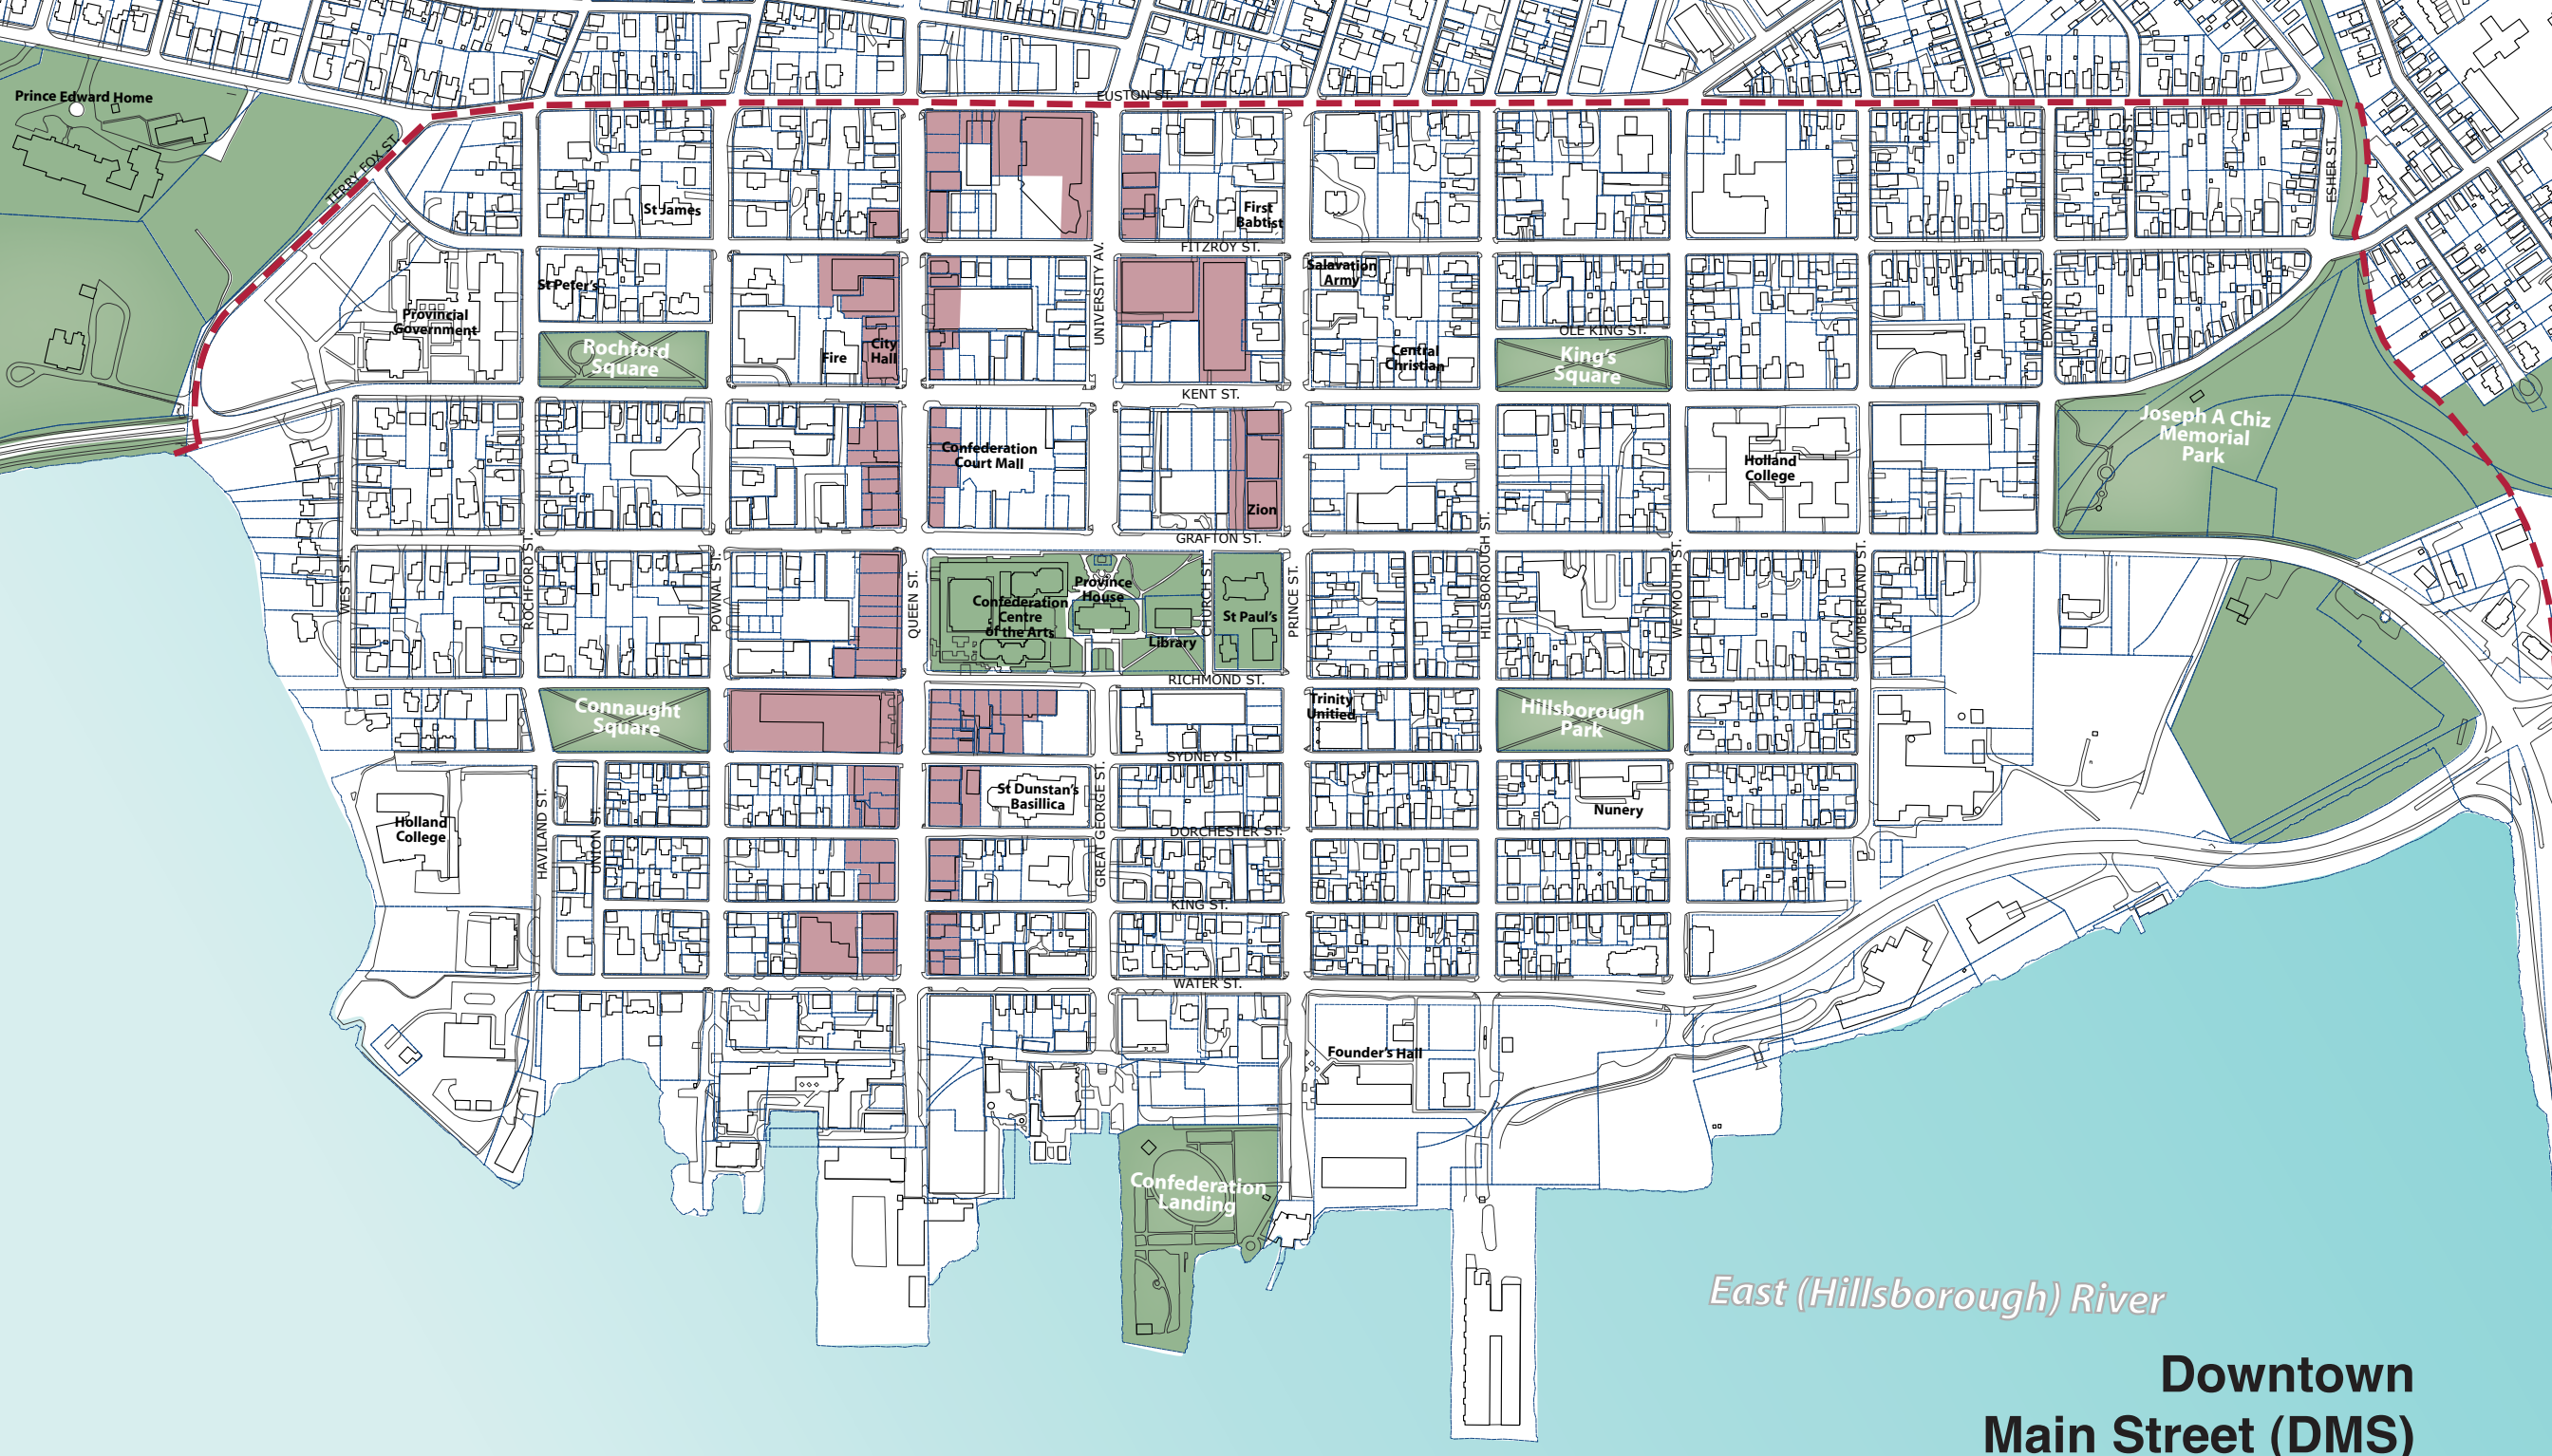 EUSTON ST.
Prince Edward Home
TERRY FOX ST.
ESHER ST.
St James
First
Babtist
FITZROY ST.
UNIVERSITY AV.
Salavation
Army
St Peter's
Provincial
Government
Rochford
Square
Fire
City
Hall
Central
Christian
OLE KING ST.
King's
Square
EDWARD ST.
KENT ST.
Confederation
Court Mall
Zion
Holland
College
Joseph A Chiz
Memorial
Park
GRAFTON ST.
WEST ST.
ROCHFORD ST.
POWNAL ST.
QUEEN ST.
Confederation
Centre
of the Arts
Province
House
Library
CHURCH ST.
St Paul's
PRINCE ST.
HILLSBOROUGH ST.
WEYMOUTH ST.
CUMBERLAND ST.
RICHMOND ST.
Connaught
Square
Trinity
Unitied
Hillsborough
Park
SYDNEY ST.
Holland
College
HAVILAND ST.
UNION ST.
St Dunstan's
Basillica
GREAT GEORGE ST.
Nunery
DORCHESTER ST.
KING ST.
WATER ST.
Founder's Hall
Confederation
Landing
East (Hillsborough) River
Downtown
Main Street (DMS)